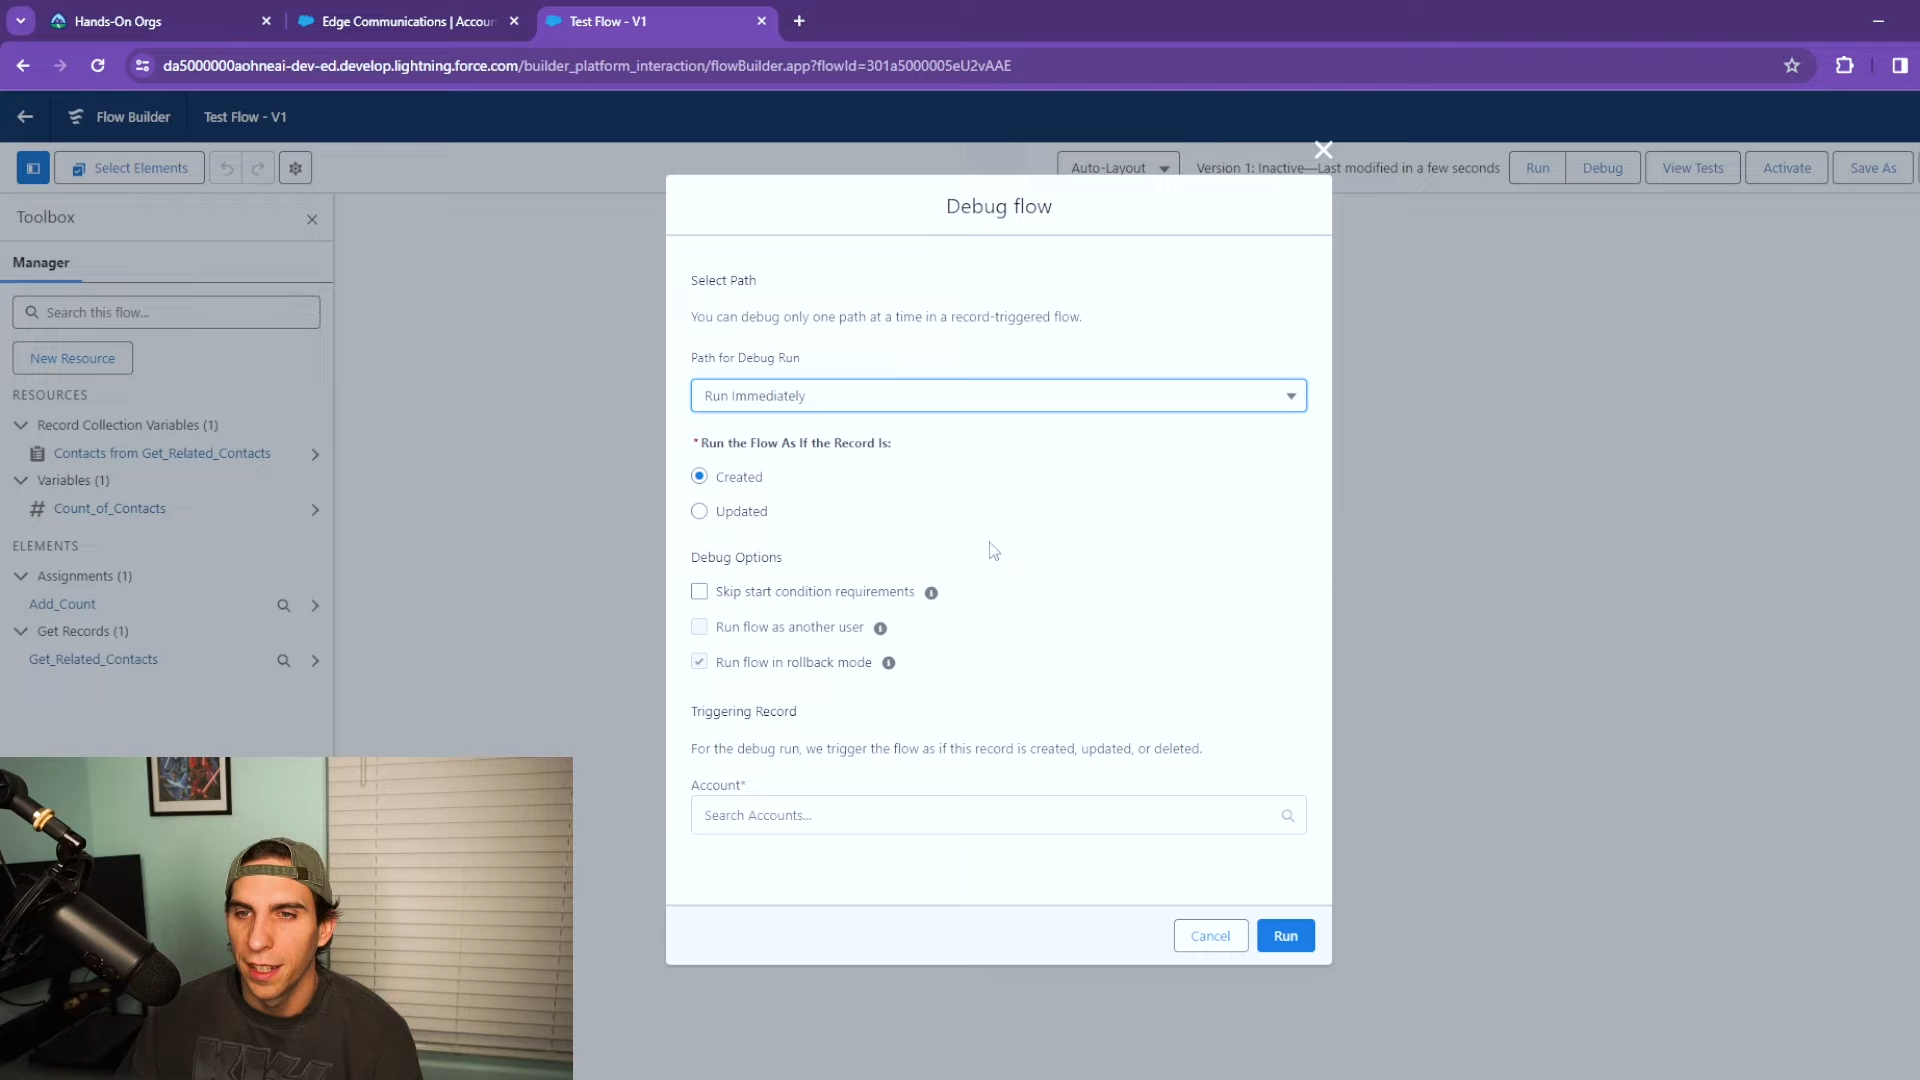 Hands-On Orgs
Edge Communications | Accoun
Test Flow - V1
da5000000aohneai-dev-ed.develop.lightning.force.com/builder_platform_interaction/flowBuilder.app?flowId=301a5000005eU2vAAE
Flow Builder
Test Flow - V1
Select Elements
Auto-Layout
Version 1: Inactive—Last modified in a few seconds
Run
Debug
View Tests
Activate
Save As
Toolbox
Manager
Search this flow...
New Resource
RESOURCES
Record Collection Variables (1)
Contacts from Get_Related_Contacts
Variables (1)
Count_of_Contacts
ELEMENTS
Assignments (1)
Add_Count
Get Records (1)
Get_Related_Contacts
Debug flow
Select Path
You can debug only one path at a time in a record-triggered flow.
Path for Debug Run
Run Immediately
*Run the Flow As If the Record Is:
Created
Updated
Debug Options
Skip start condition requirements
Run flow as another user
Run flow in rollback mode
Triggering Record
For the debug run, we trigger the flow as if this record is created, updated, or deleted.
Account*
Search Accounts...
Cancel
Run